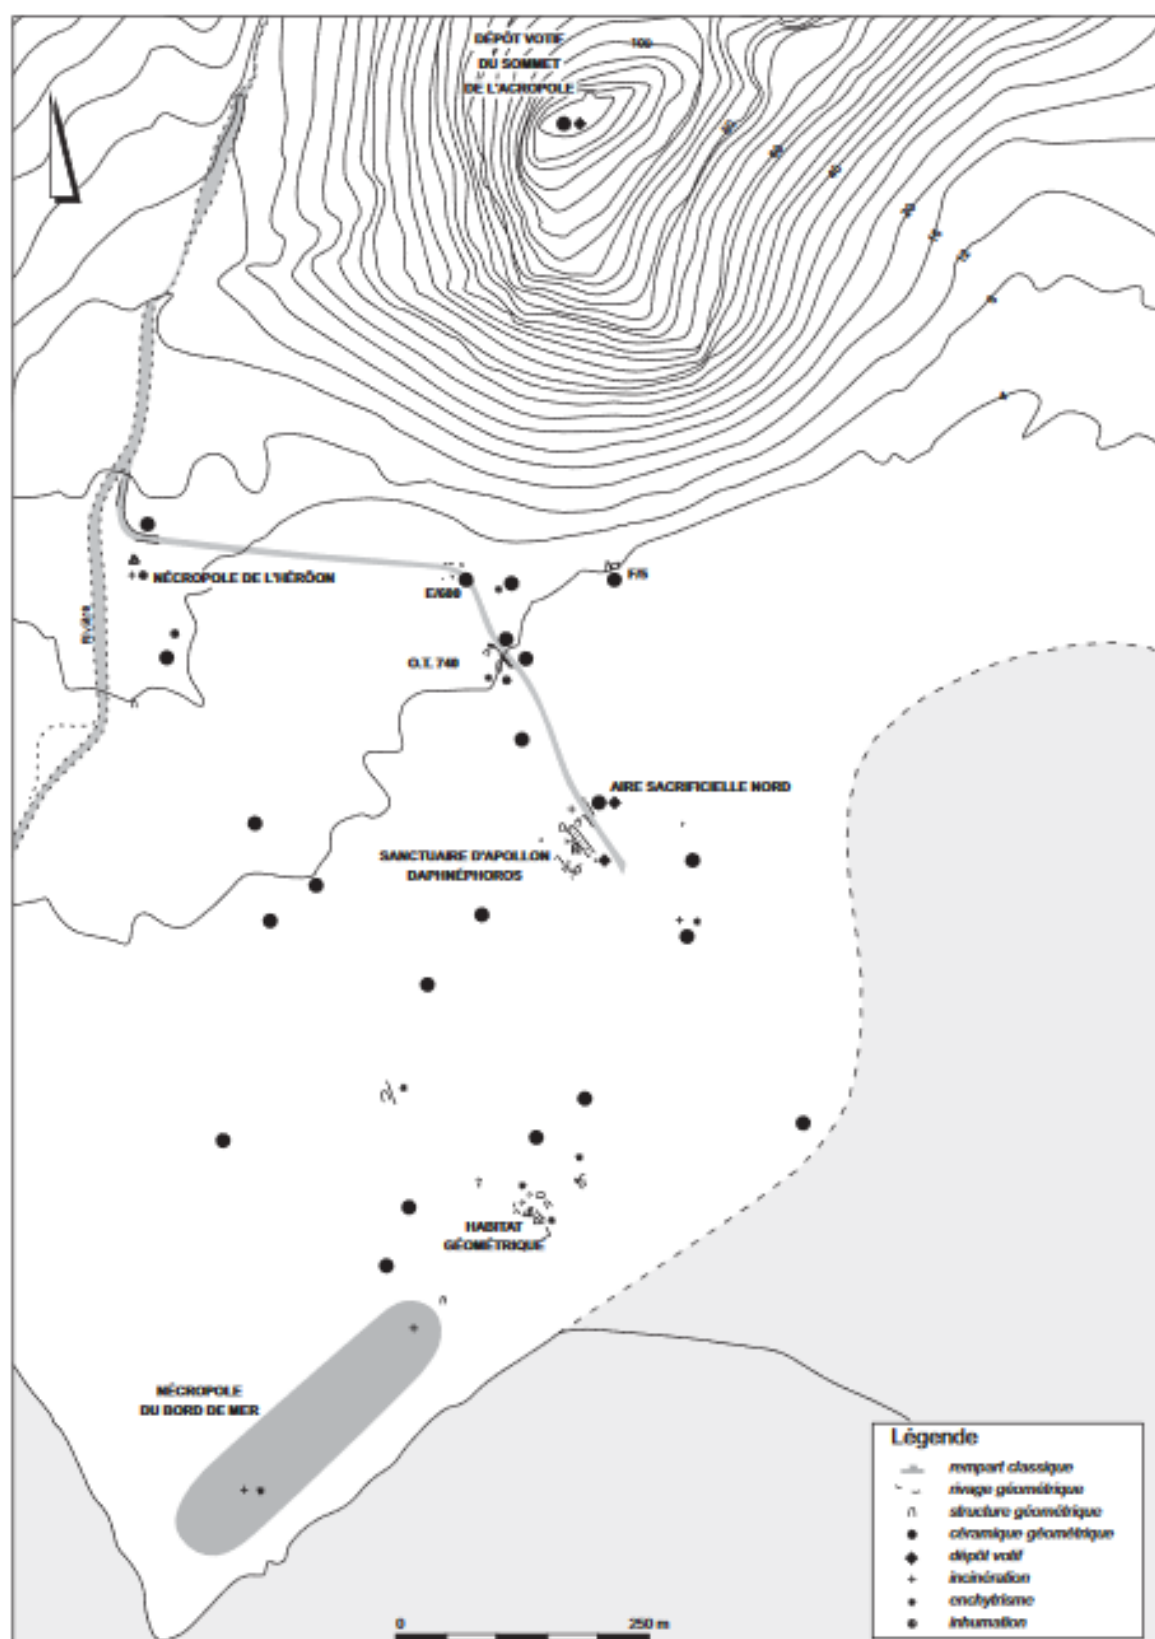 DÉPÔT VOTIF
DU SOMMET
DE L'ACROPOLE
100
NÉCROPOLE DE L'HÉRÔON
E/600
F/5
O.T. 740
AIRE SACRIFICIELLE NORD
SANCTUAIRE D'APOLLON
DAPHNÉPHOROS
HABITAT
GÉOMÉTRIQUE
NÉCROPOLE
DU BORD DE MER
Légende
rempart classique
rivage géométrique
structure géométrique
céramique géométrique
dépôt votif
incinération
enchytrisme
inhumation
0 250 m